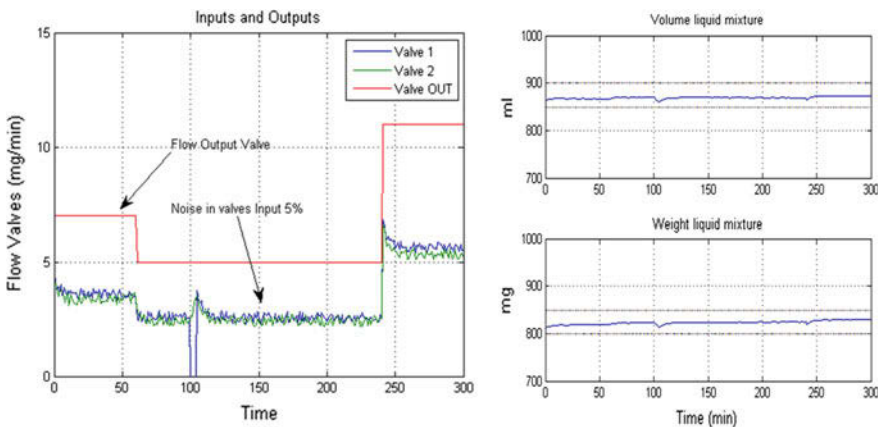 Inputs and Outputs
15
10
5
0
Flow Valves (mg/min)
Valve 1
Valve 2
Valve OUT
Flow Output Valve
Noise in valves Input 5%
0 50 100 150 200 250 300
Time
Volume liquid mixture
1000
900
800
700
ml
0 50 100 150 200 250 300
Weight liquid mixture
1000
900
800
700
mg
0 50 100 150 200 250 300
Time (min)